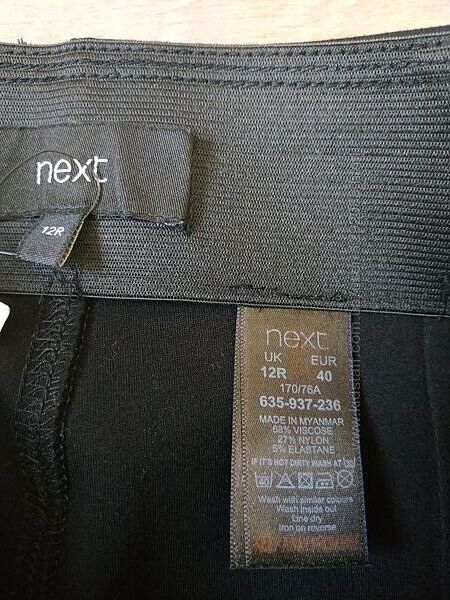 next
12R
next
UK EUR
12R 40
170/76A
635-937-236
MADE IN MYANMAR
68% VISCOSE
27% NYLON
5% ELASTANE
IF IT'S NOT DIRTY WASH AT 30°
Wash with similar colours
Wash inside out
Line dry
Iron on reverse